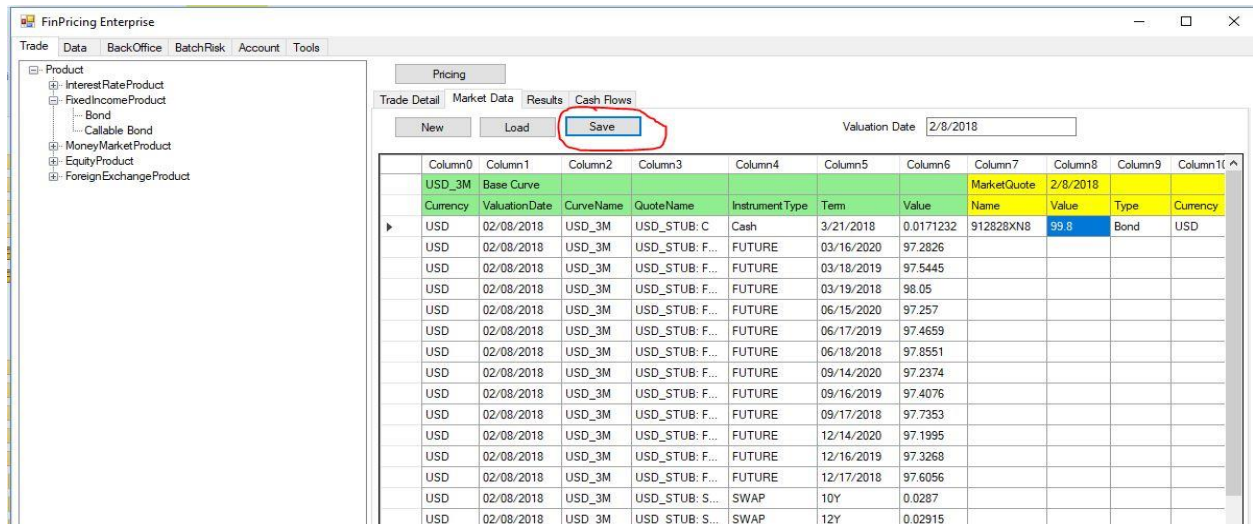 FinPricing Enterprise
Trade Data BackOffice BatchRisk Account Tools
Product
InterestRateProduct
FixedIncomeProduct
Bond
Callable Bond
MoneyMarketProduct
EquityProduct
ForeignExchangeProduct
Pricing
Trade Detail Market Data Results Cash Flows
New Load Save Valuation Date 2/8/2018
Column0 Column1 Column2 Column3 Column4 Column5 Column6 Column7 Column8 Column9 Column10
USD_3M Base Curve MarketQuote 2/8/2018
Currency ValuationDate CurveName QuoteName InstrumentType Term Value Name Value Type Currency
USD 02/08/2018 USD_3M USD_STUB: C Cash 3/21/2018 0.0171232 912828XN8 99.8 Bond USD
USD 02/08/2018 USD_3M USD_STUB: F... FUTURE 03/16/2020 97.2826
USD 02/08/2018 USD_3M USD_STUB: F... FUTURE 03/18/2019 97.5445
USD 02/08/2018 USD_3M USD_STUB: F... FUTURE 03/19/2018 98.05
USD 02/08/2018 USD_3M USD_STUB: F... FUTURE 06/15/2020 97.257
USD 02/08/2018 USD_3M USD_STUB: F... FUTURE 06/17/2019 97.4659
USD 02/08/2018 USD_3M USD_STUB: F... FUTURE 06/18/2018 97.8551
USD 02/08/2018 USD_3M USD_STUB: F... FUTURE 09/14/2020 97.2374
USD 02/08/2018 USD_3M USD_STUB: F... FUTURE 09/16/2019 97.4076
USD 02/08/2018 USD_3M USD_STUB: F... FUTURE 09/17/2018 97.7353
USD 02/08/2018 USD_3M USD_STUB: F... FUTURE 12/14/2020 97.1995
USD 02/08/2018 USD_3M USD_STUB: F... FUTURE 12/16/2019 97.3268
USD 02/08/2018 USD_3M USD_STUB: F... FUTURE 12/17/2018 97.6056
USD 02/08/2018 USD_3M USD_STUB: S... SWAP 10Y 0.0287
USD 02/08/2018 USD_3M USD_STUB: S... SWAP 12Y 0.02915